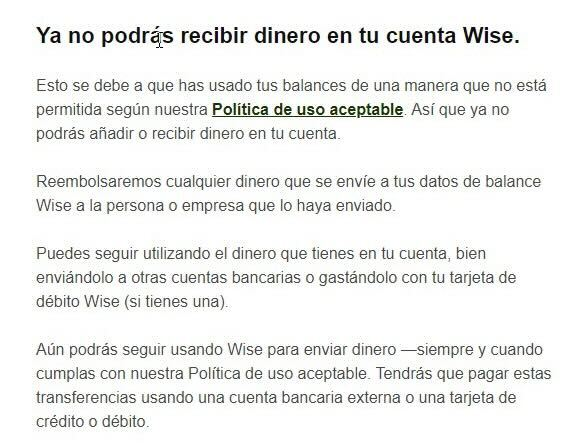 Ya no podrás recibir dinero en tu cuenta Wise.
Esto se debe a que has usado tus balances de una manera que no está
permitida según nuestra Política de uso aceptable. Así que ya no
podrás añadir o recibir dinero en tu cuenta.
Reembolsaremos cualquier dinero que se envíe a tus datos de balance
Wise a la persona o empresa que lo haya enviado.
Puedes seguir utilizando el dinero que tienes en tu cuenta, bien
enviándolo a otras cuentas bancarias o gastándolo con tu tarjeta de
débito Wise (si tienes una).
Aún podrás seguir usando Wise para enviar dinero —siempre y cuando
cumplas con nuestra Política de uso aceptable. Tendrás que pagar estas
transferencias usando una cuenta bancaria externa o una tarjeta de
crédito o débito.